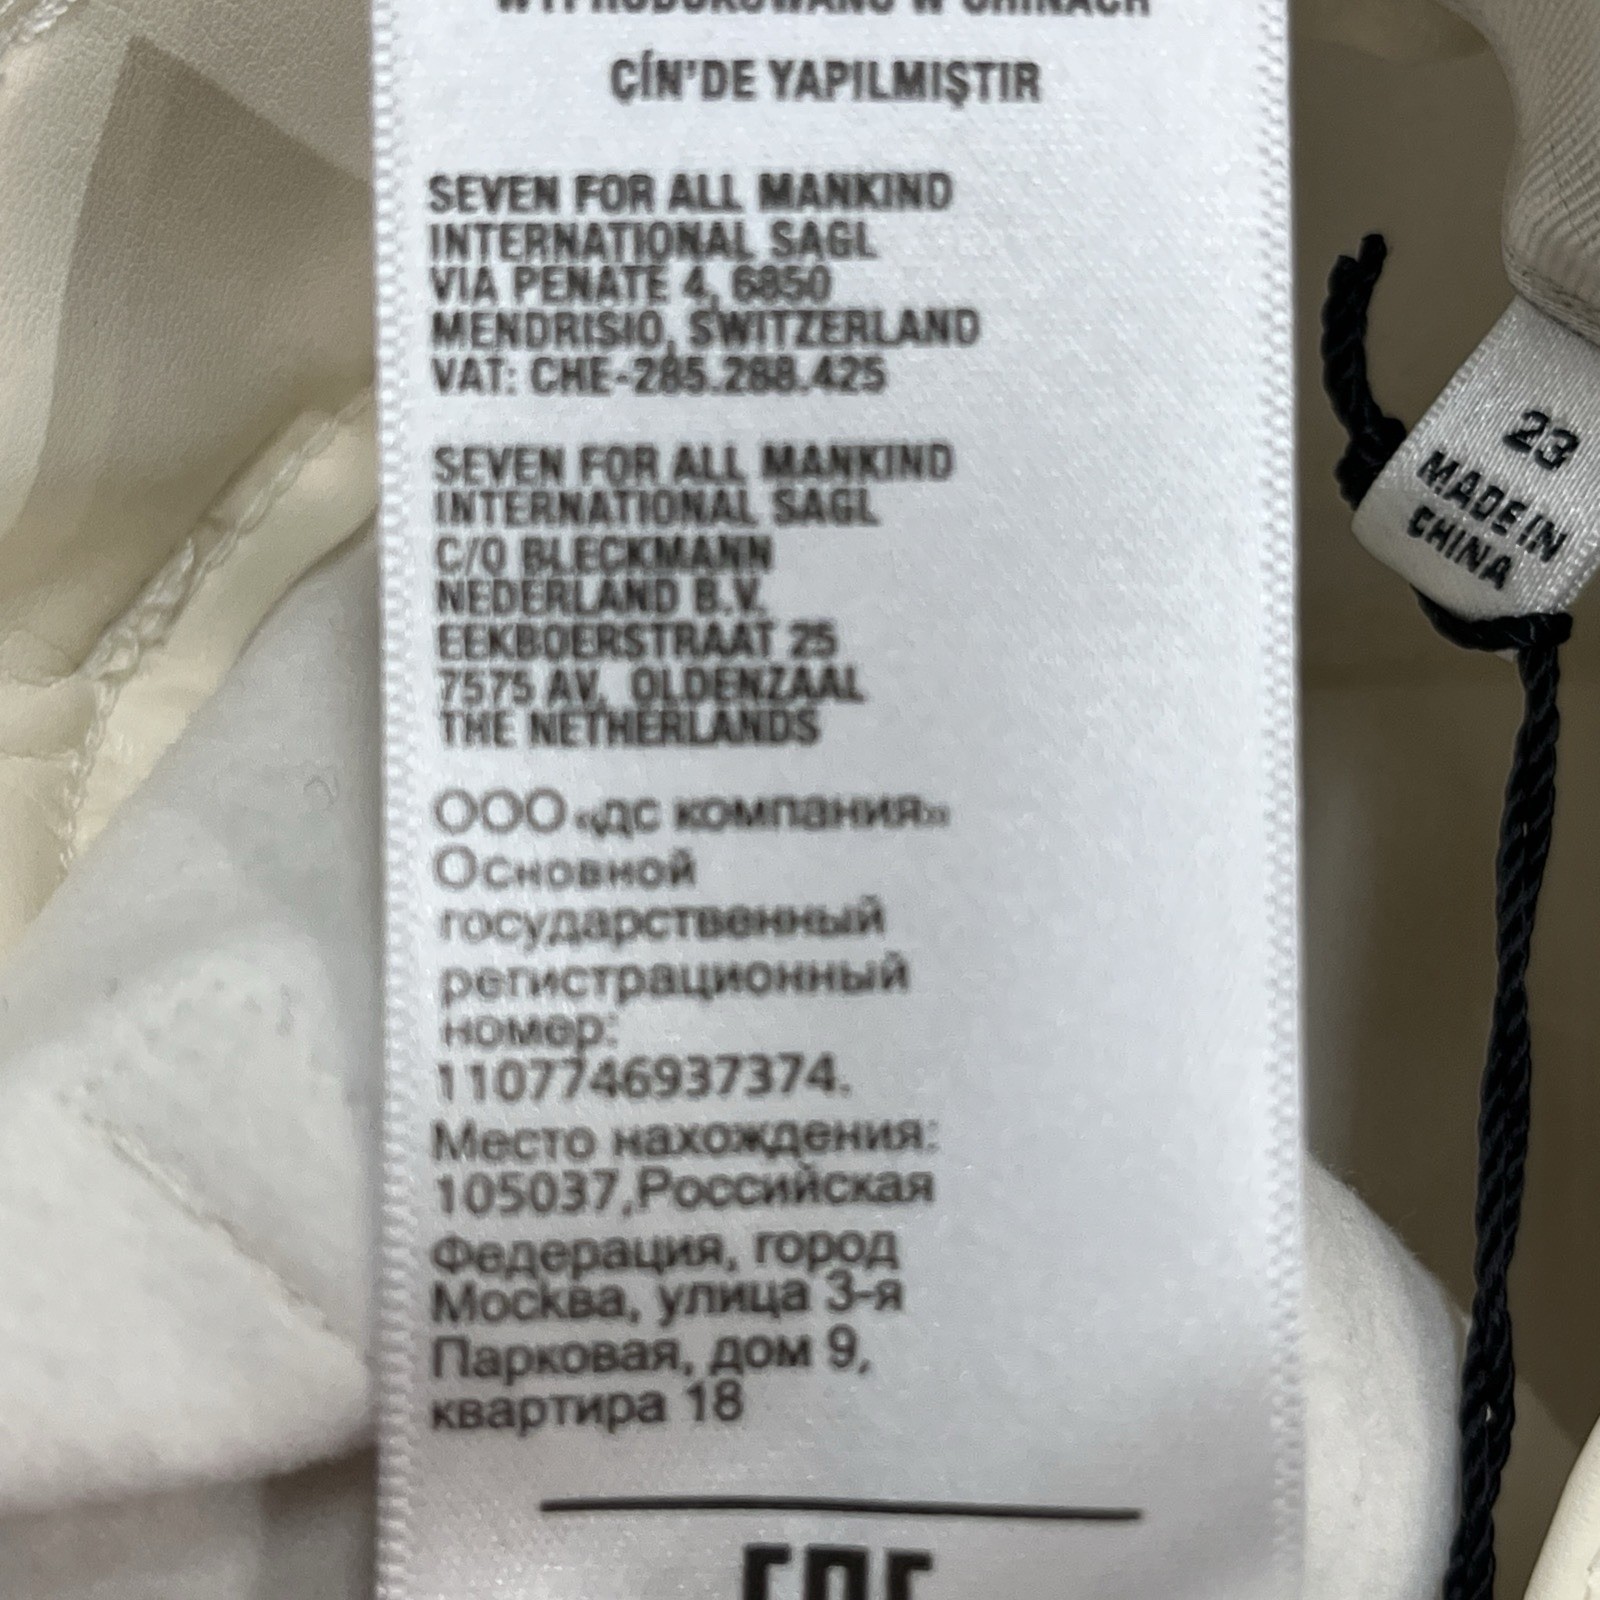 WYPRODUKOWANO W CHINACH
ÇİN'DE YAPILMIŞTIR
SEVEN FOR ALL MANKIND
INTERNATIONAL SAGL
VIA PENATE 4, 6850
MENDRISIO, SWITZERLAND
VAT: CHE-285.288.425
SEVEN FOR ALL MANKIND
INTERNATIONAL SAGL
C/O BLECKMANN
NEDERLAND B.V.
EEKBOERSTRAAT 25
7575 AV, OLDENZAAL
THE NETHERLANDS
ООО «ДС КОМПАНИЯ»
Основной
государственный
регистрационный
номер:
1107746937374.
Место нахождения:
105037,Российская
Федерация, город
Москва, улица 3-я
Парковая, дом 9,
квартира 18
23
MADE IN
CHINA